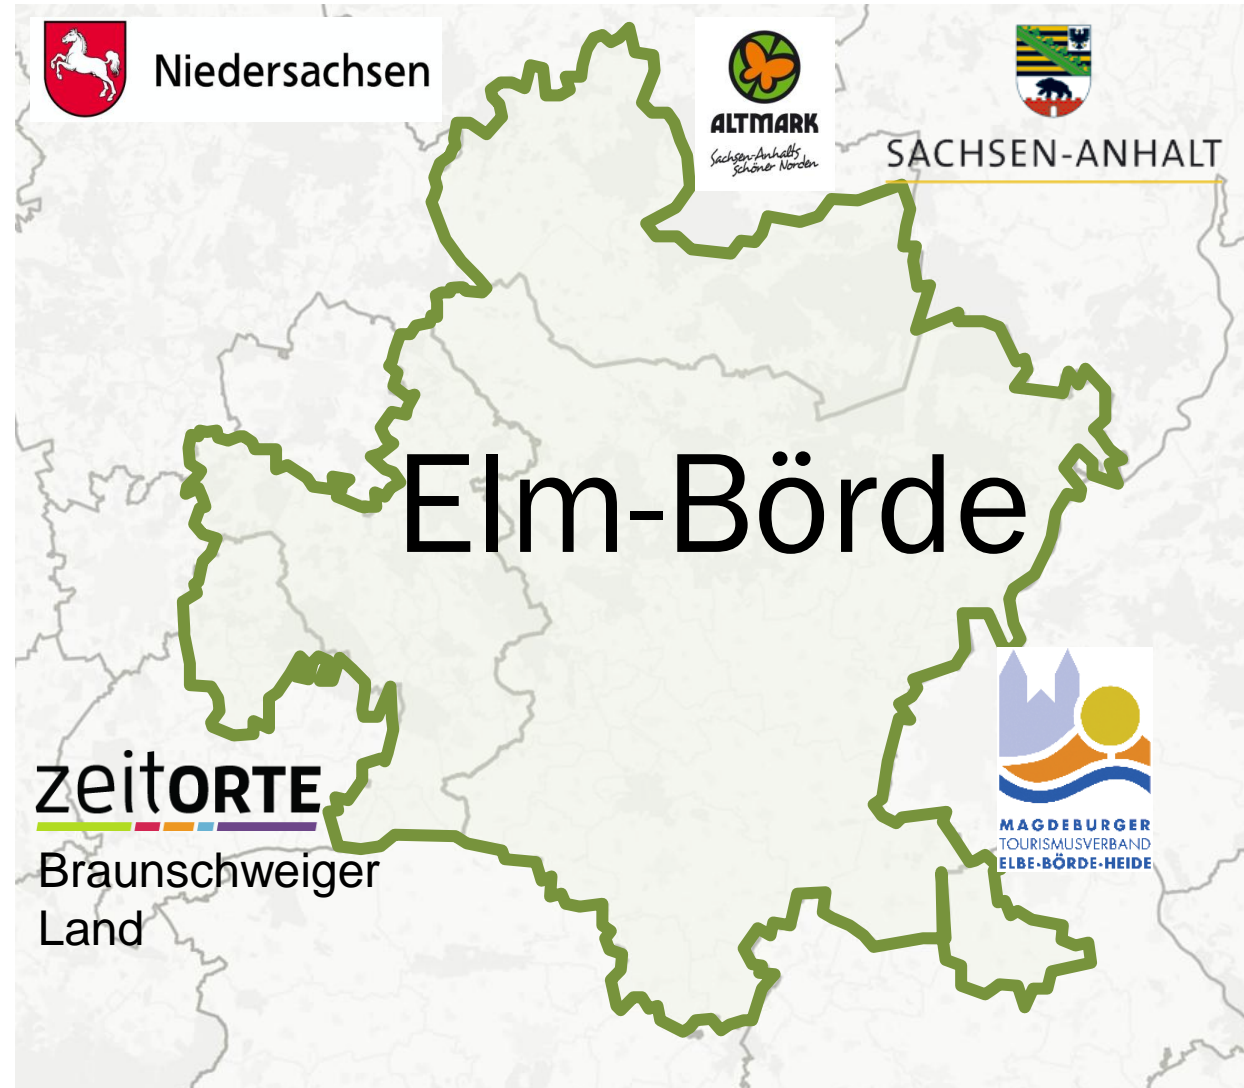 Niedersachsen
ALTMARK
Sachsen-Anhalts
schöner Norden
SACHSEN-ANHALT
Elm-Börde
zeitORTE
Braunschweiger
Land
MAGDEBURGER
TOURISMUSVERBAND
ELBE•BÖRDE•HEIDE